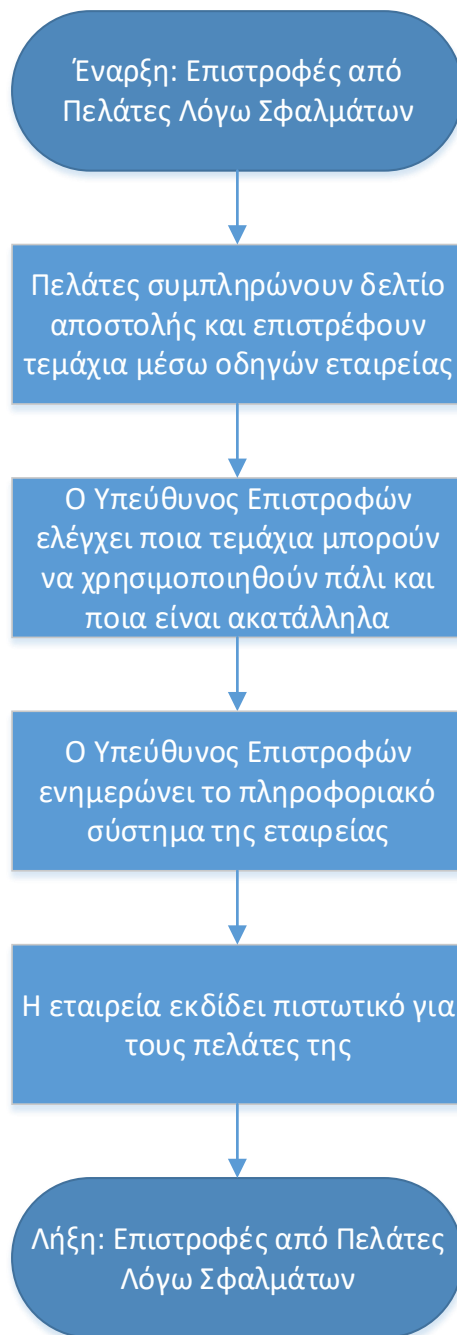 Έναρξη: Επιστροφές από
Πελάτες Λόγω Σφαλμάτων
Πελάτες συμπληρώνουν δελτίο
αποστολής και επιστρέφουν
τεμάχια μέσω οδηγών εταιρείας
Ο Υπεύθυνος Επιστροφών
ελέγχει ποια τεμάχια μπορούν
να χρησιμοποιηθούν πάλι και
ποια είναι ακατάλληλα
Ο Υπεύθυνος Επιστροφών
ενημερώνει το πληροφοριακό
σύστημα της εταιρείας
Η εταιρεία εκδίδει πιστωτικό για
τους πελάτες της
Λήξη: Επιστροφές από Πελάτες
Λόγω Σφαλμάτων